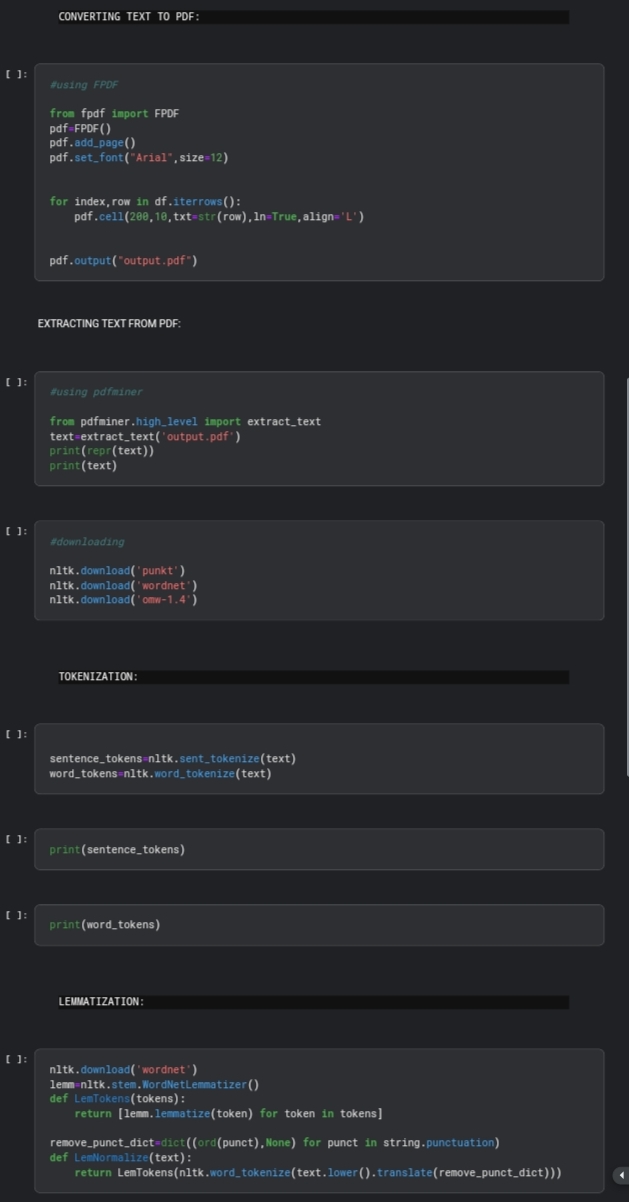 CONVERTING TEXT TO PDF:
[ ]:
#using FPDF
from fpdf import FPDF
pdf=FPDF()
pdf.add_page()
pdf.set_font("Arial",size=12)
for index,row in df.iterrows():
    pdf.cell(200,10,txt=str(row),ln=True,align='L')
pdf.output("output.pdf")
EXTRACTING TEXT FROM PDF:
[ ]:
#using pdfminer
from pdfminer.high_level import extract_text
text=extract_text('output.pdf')
print(repr(text))
print(text)
[ ]:
#downloading
nltk.download('punkt')
nltk.download('wordnet')
nltk.download('omw-1.4')
TOKENIZATION:
[ ]:
sentence_tokens=nltk.sent_tokenize(text)
word_tokens=nltk.word_tokenize(text)
[ ]:
print(sentence_tokens)
[ ]:
print(word_tokens)
LEMMATIZATION:
[ ]:
nltk.download('wordnet')
lemm=nltk.stem.WordNetLemmatizer()
def LemTokens(tokens):
    return [lemm.lemmatize(token) for token in tokens]
remove_punct_dict=dict((ord(punct),None) for punct in string.punctuation)
def LemNormalize(text):
    return LemTokens(nltk.word_tokenize(text.lower().translate(remove_punct_dict)))